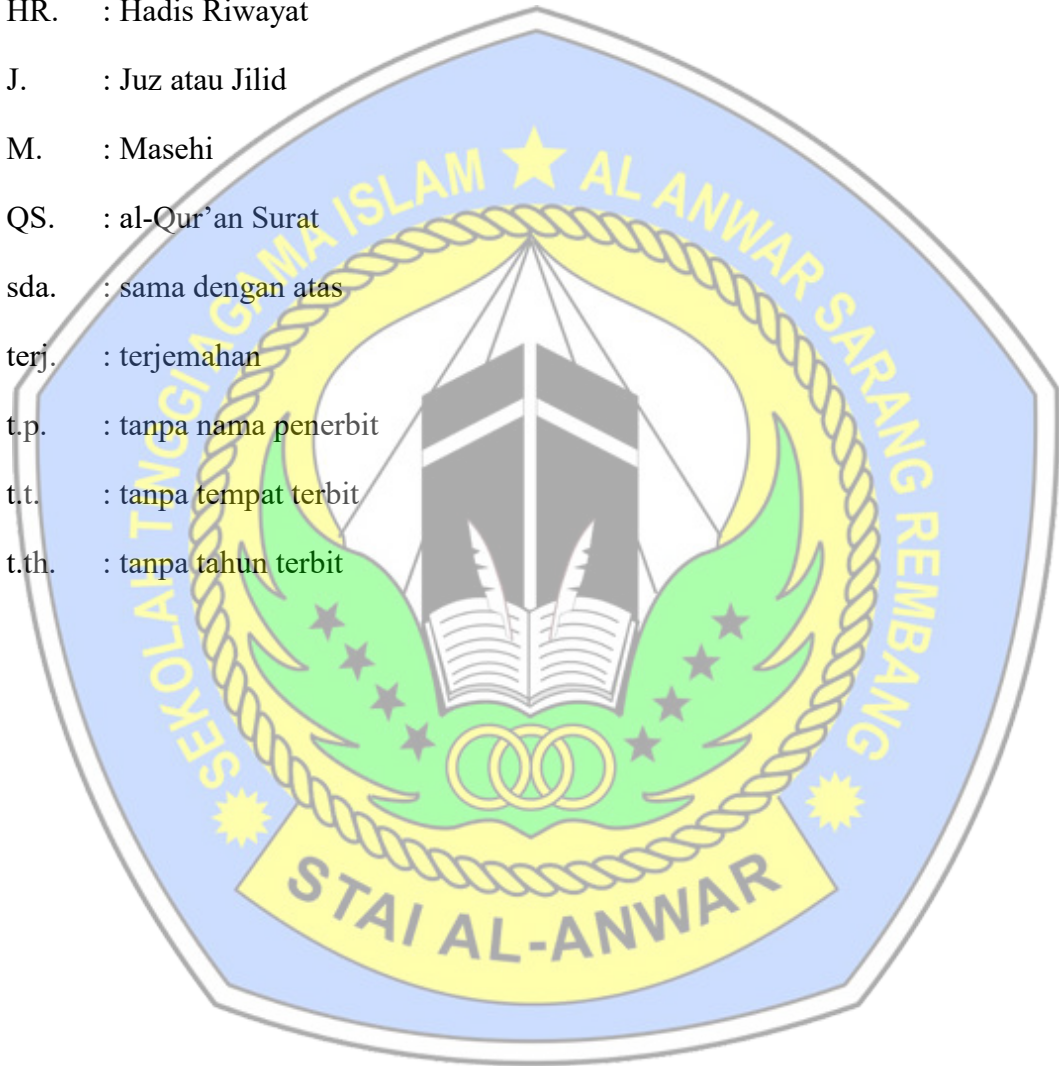 HR. : Hadis Riwayat
J. : Juz atau Jilid
M. : Masehi
QS. : al-Qur’an Surat
sda. : sama dengan atas
terj. : terjemahan
t.p. : tanpa nama penerbit
t.t. : tanpa tempat terbit
t.th. : tanpa tahun terbit
SEKOLAH TINGGI AGAMA ISLAM ★ AL ANWAR SARANG REMBANG
STAI AL-ANWAR